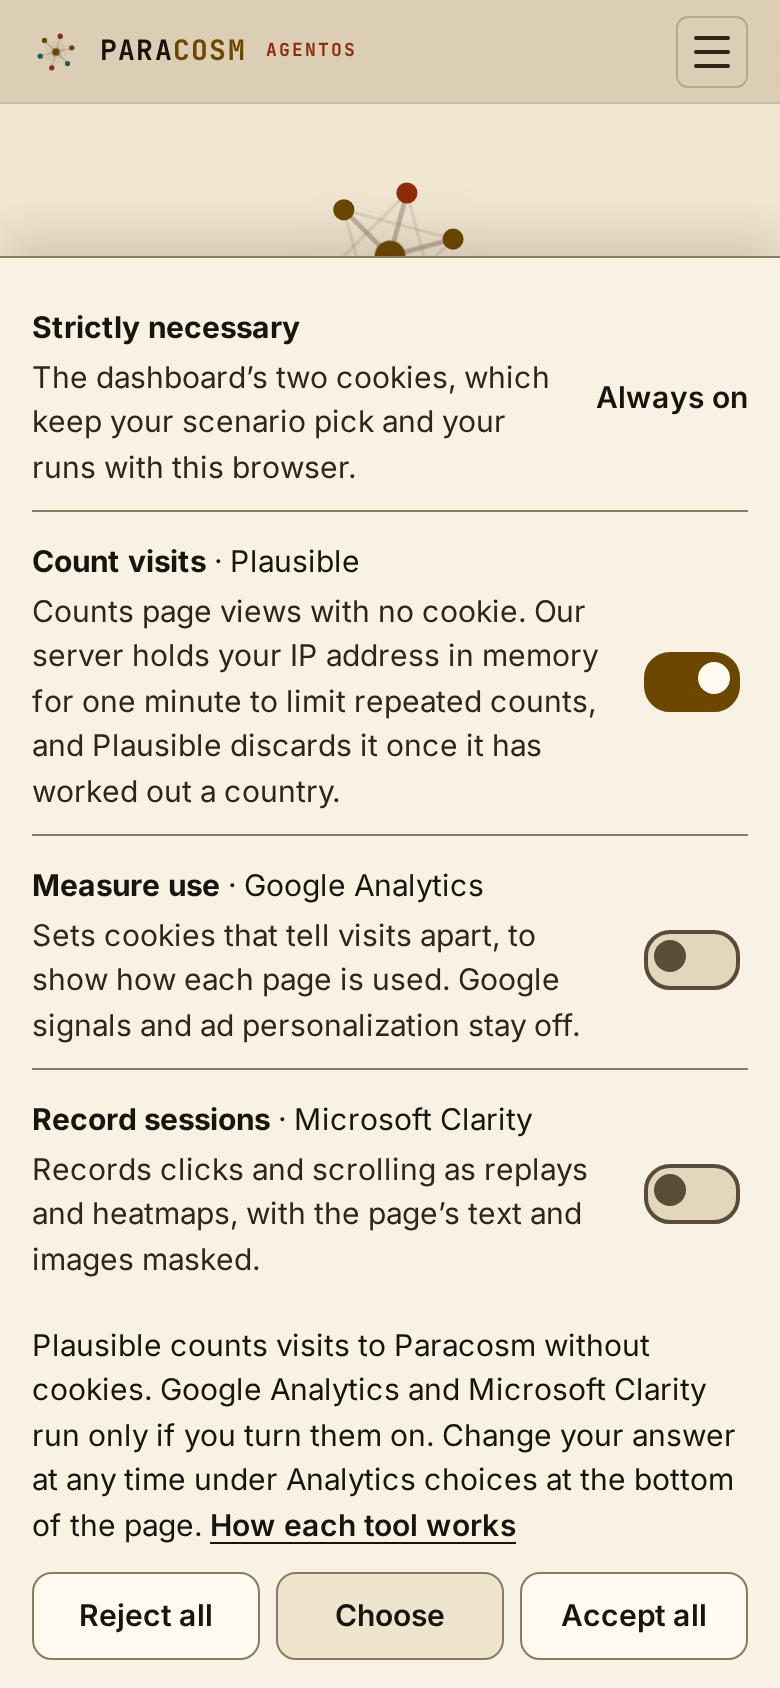 PARACOSM AGENTOS
Strictly necessary
The dashboard’s two cookies, which
keep your scenario pick and your
runs with this browser.
Always on
Count visits · Plausible
Counts page views with no cookie. Our
server holds your IP address in memory
for one minute to limit repeated counts,
and Plausible discards it once it has
worked out a country.
Measure use · Google Analytics
Sets cookies that tell visits apart, to
show how each page is used. Google
signals and ad personalization stay off.
Record sessions · Microsoft Clarity
Records clicks and scrolling as replays
and heatmaps, with the page’s text and
images masked.
Plausible counts visits to Paracosm without
cookies. Google Analytics and Microsoft Clarity
run only if you turn them on. Change your answer
at any time under Analytics choices at the bottom
of the page. How each tool works
Reject all
Choose
Accept all